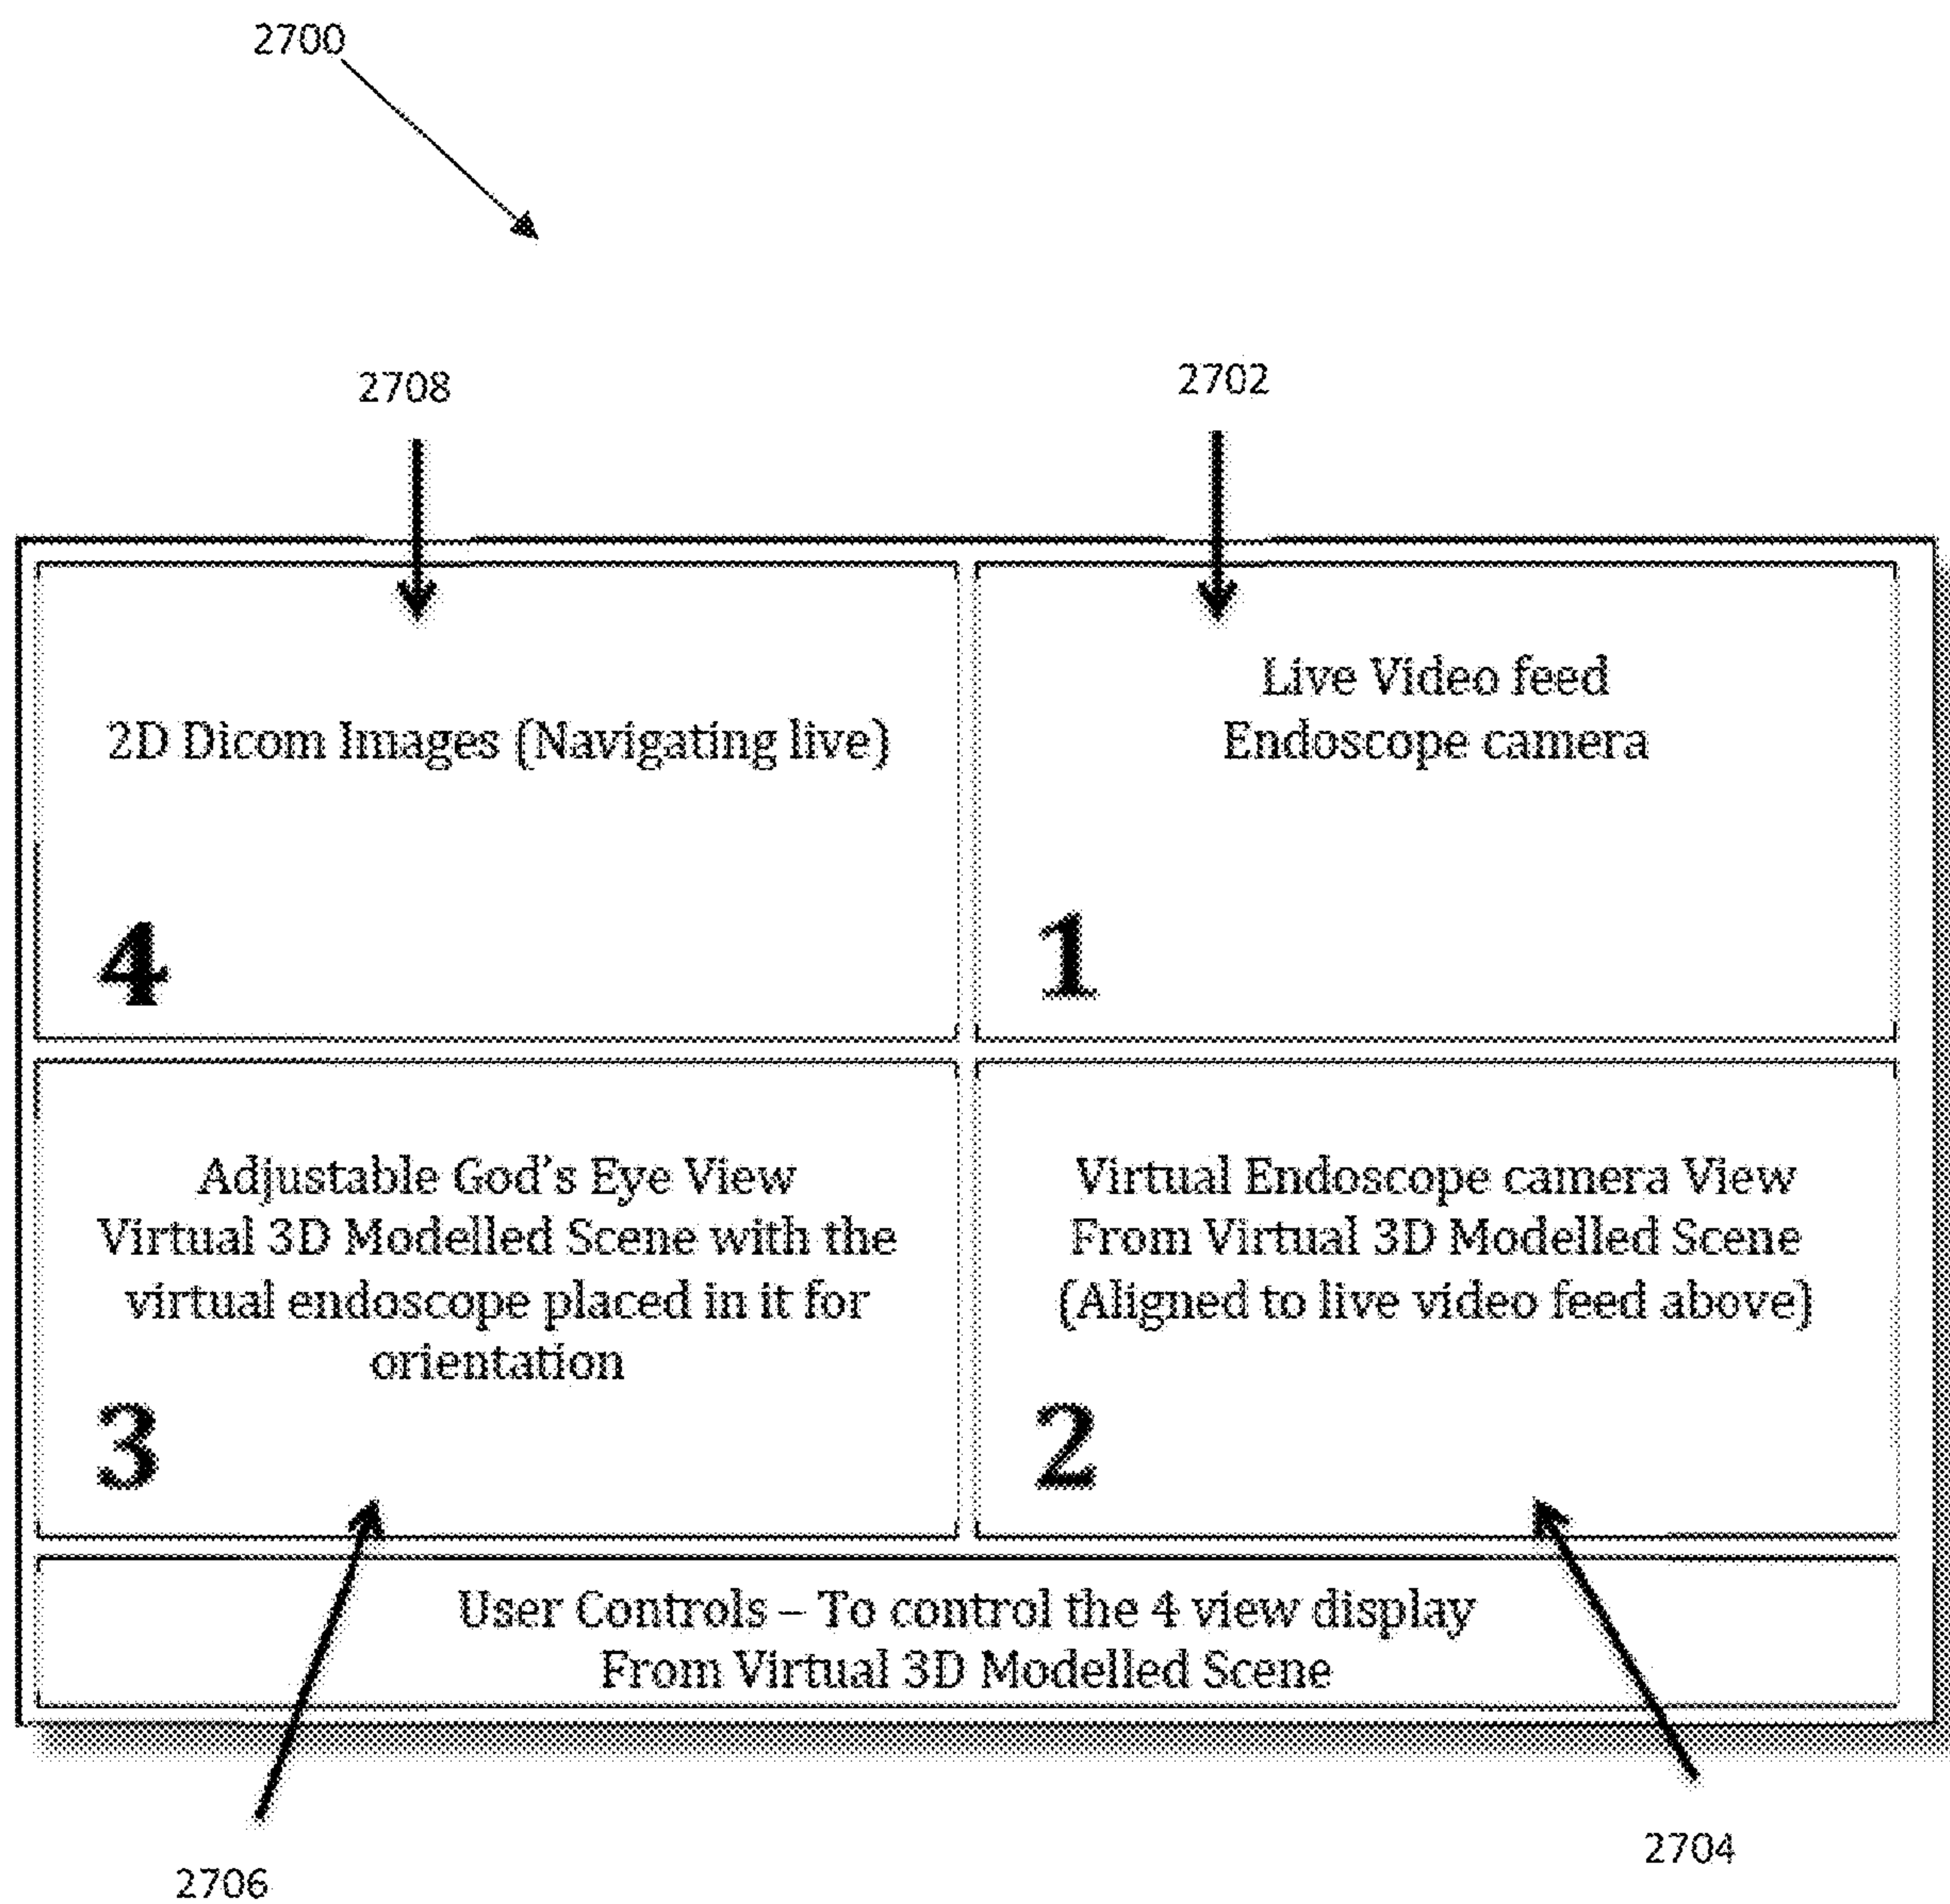 2700
2708
2702
2D Dicom Images (Navigating live)
4
Live Video feed
Endoscope camera
1
Adjustable God's Eye View
Virtual 3D Modelled Scene with the
virtual endoscope placed in it for
orientation
3
Virtual Endoscope camera View
From Virtual 3D Modelled Scene
(Aligned to live video feed above)
2
User Controls – To control the 4 view display
From Virtual 3D Modelled Scene
2706
2704